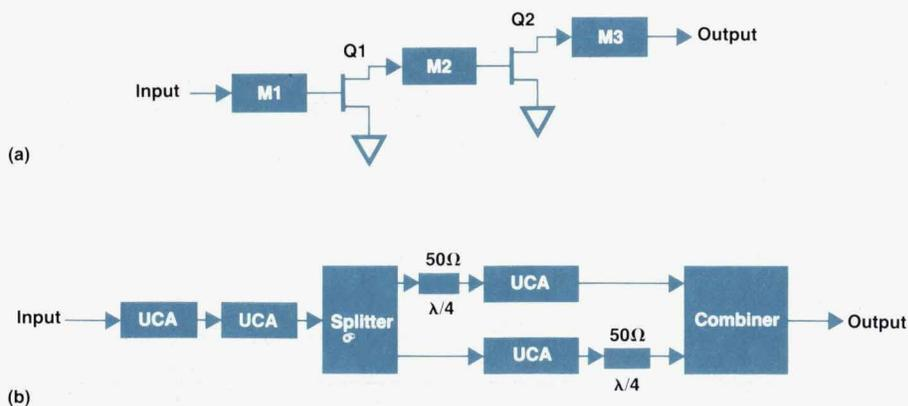 Q1
Q2
Input
M1
M2
M3
Output
(a)
50Ω
λ/4
UCA
Input
UCA
UCA
Splitter
UCA
50Ω
λ/4
Combiner
Output
(b)